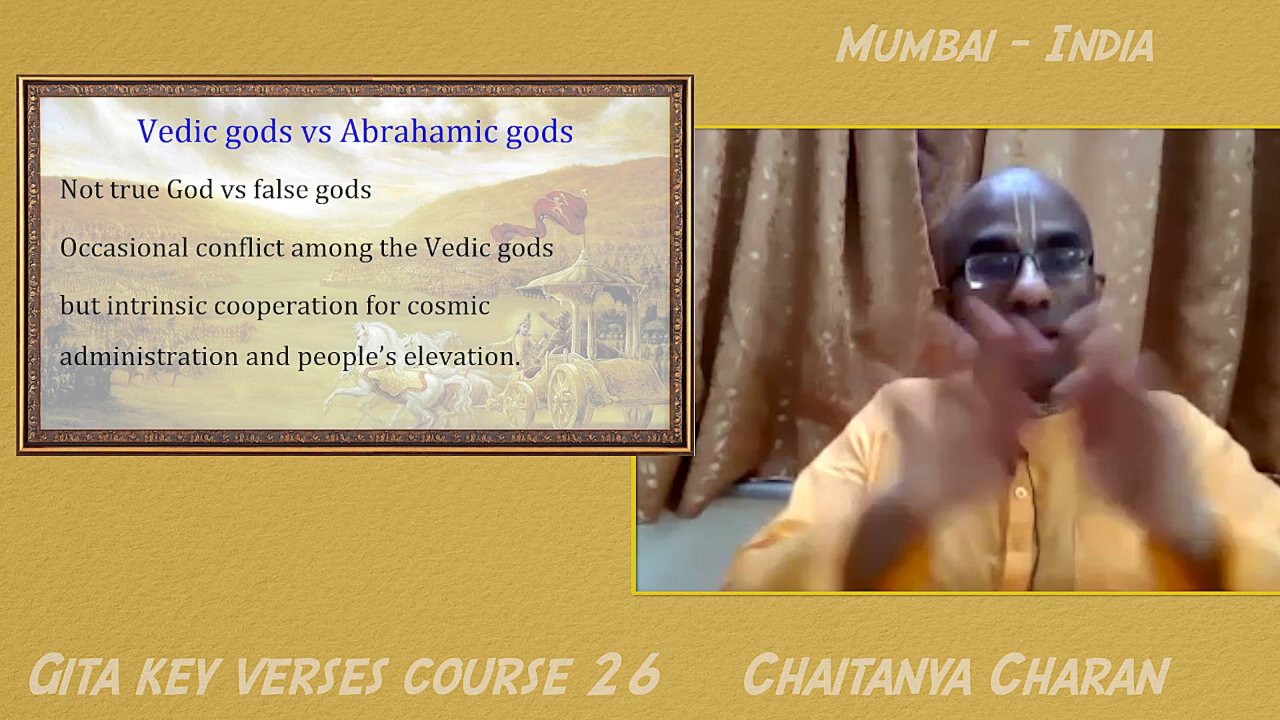 Mumbai - India
Vedic gods vs Abrahamic gods
Not true God vs false gods
Occasional conflict among the Vedic gods
but intrinsic cooperation for cosmic
administration and people's elevation.
Gita key verses course 26
Chaitanya Charan